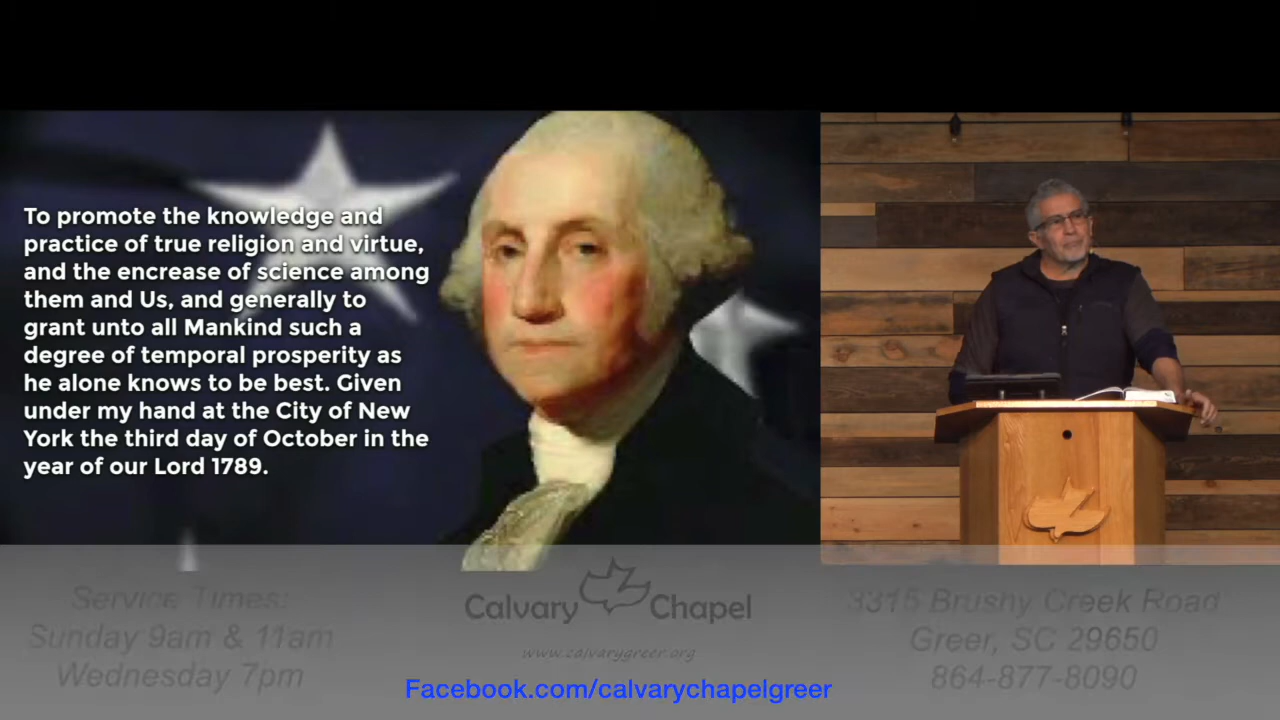 To promote the knowledge and
practice of true religion and virtue,
and the encrease of science among
them and Us, and generally to
grant unto all Mankind such a
degree of temporal prosperity as
he alone knows to be best. Given
under my hand at the City of New
York the third day of October in the
year of our Lord 1789.
Service Times:
Sunday 9am & 11am
Wednesday 7pm
Calvary Chapel
www.calvarygreer.org
Facebook.com/calvarychapelgreer
3315 Brushy Creek Road
Greer, SC 29650
864-877-8090